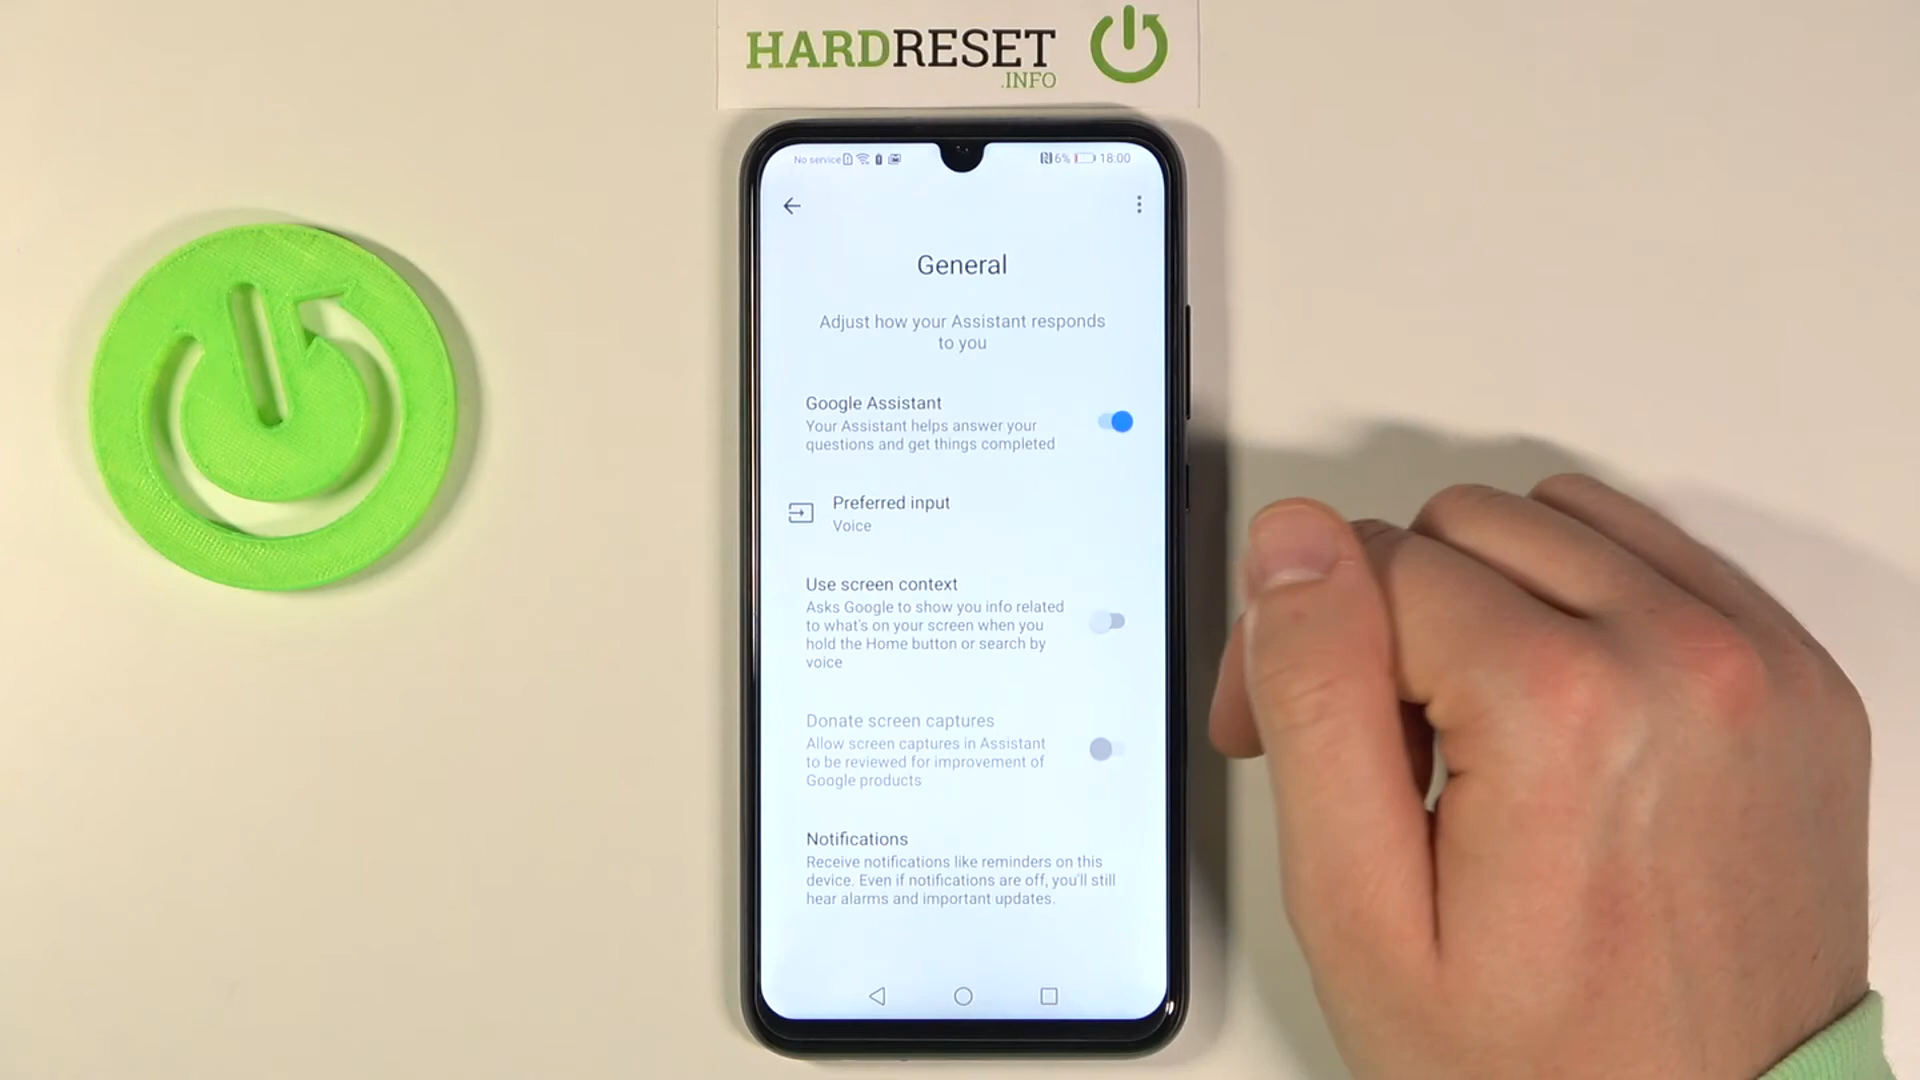 HARDRESET
.INFO
No service
6% 18:00
General
Adjust how your Assistant responds
to you
Google Assistant
Your Assistant helps answer your
questions and get things completed
Preferred input
Voice
Use screen context
Asks Google to show you info related
to what's on your screen when you
hold the Home button or search by
voice
Donate screen captures
Allow screen captures in Assistant
to be reviewed for improvement of
Google products
Notifications
Receive notifications like reminders on this
device. Even if notifications are off, you'll still
hear alarms and important updates.